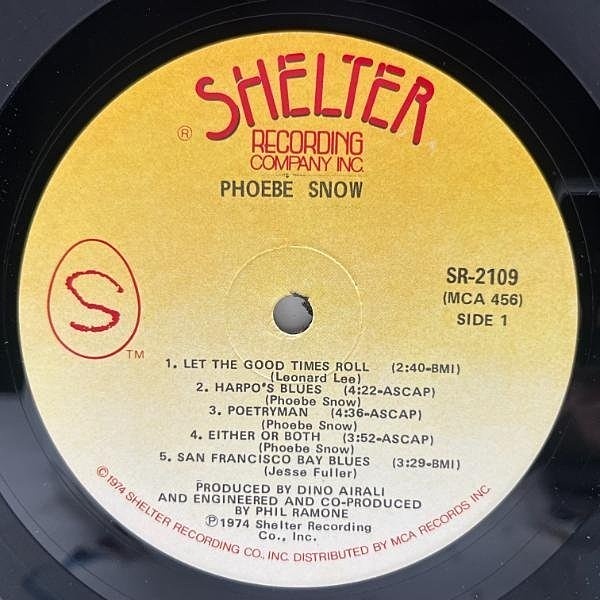 SHELTER
®
RECORDING
COMPANY INC.
PHOEBE SNOW
S
TM
SR-2109
(MCA 456)
SIDE 1
1. LET THE GOOD TIMES ROLL (2:40-BMI)
(Leonard Lee)
2. HARPO'S BLUES (4:22-ASCAP)
(Phoebe Snow)
3. POETRYMAN (4:36-ASCAP)
(Phoebe Snow)
4. EITHER OR BOTH (3:52-ASCAP)
(Phoebe Snow)
5. SAN FRANCISCO BAY BLUES (3:29-BMI)
(Jesse Fuller)
PRODUCED BY DINO AIRALI
AND ENGINEERED AND CO-PRODUCED
BY PHIL RAMONE
℗1974 Shelter Recording
Co., Inc.
©1974 SHELTER RECORDING CO., INC. DISTRIBUTED BY MCA RECORDS INC.